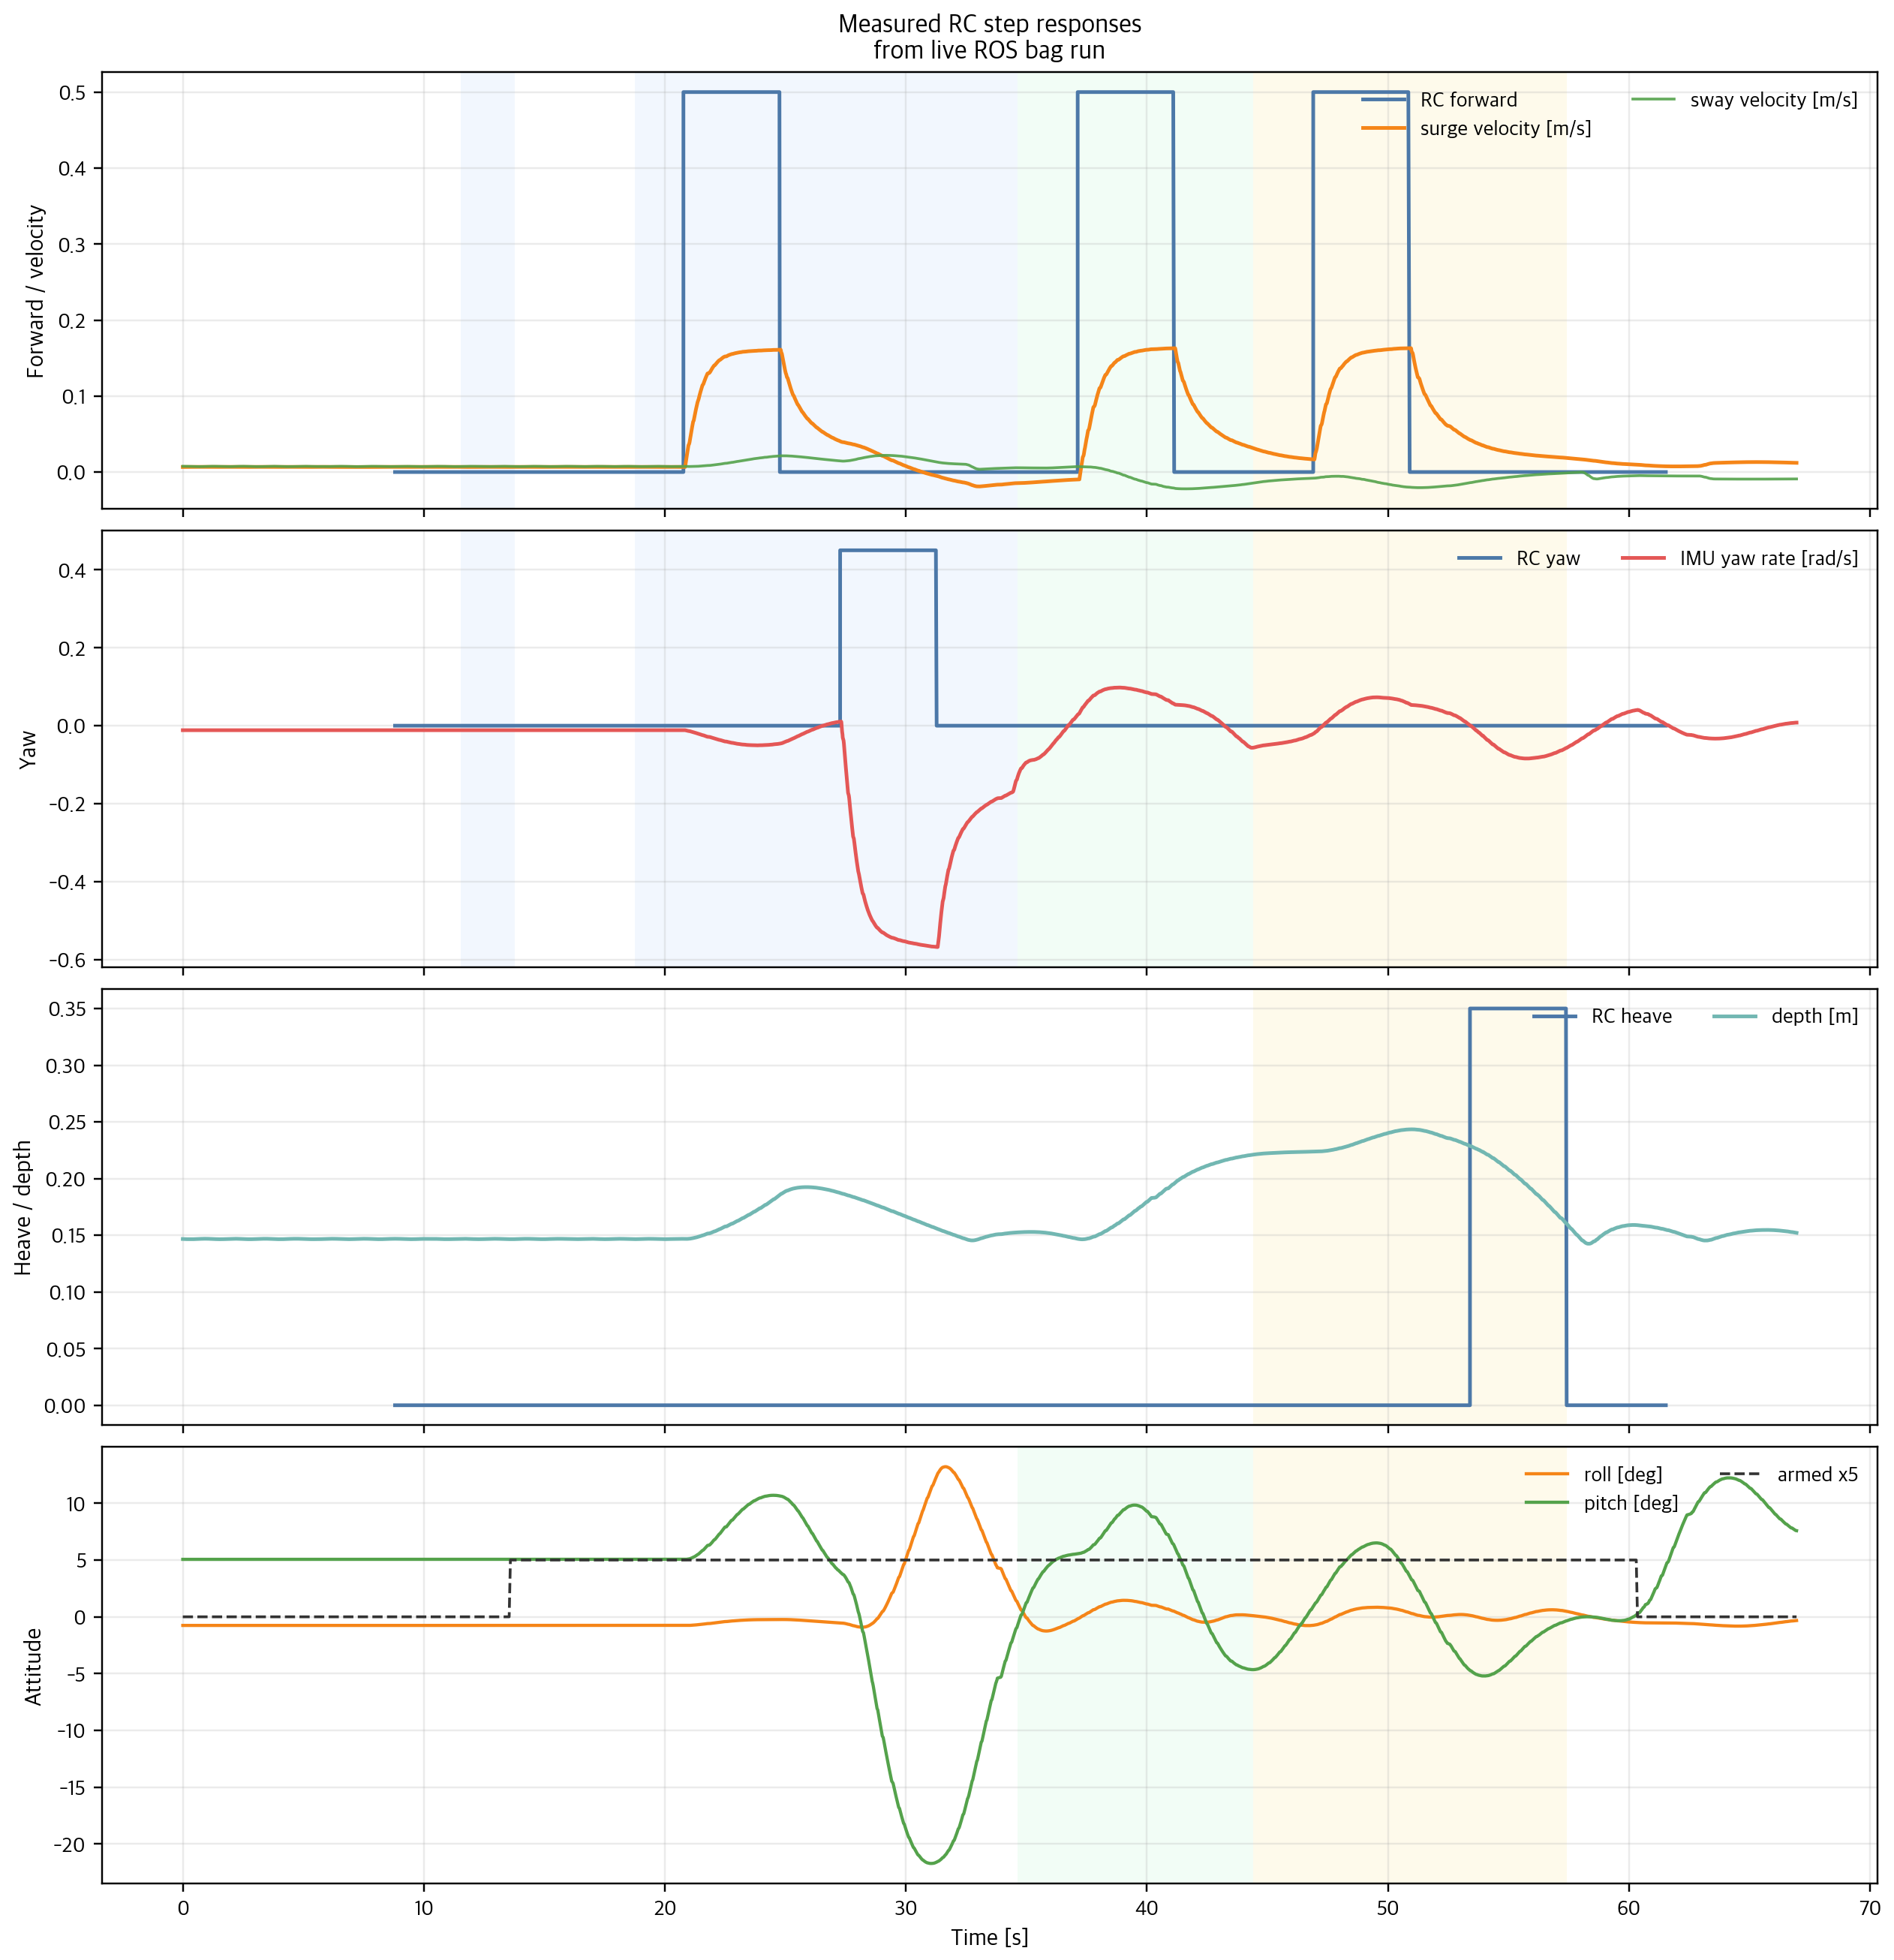 Measured RC step responses
from live ROS bag run
Forward / velocity
0.5
0.4
0.3
0.2
0.1
0.0
RC forward
surge velocity [m/s]
sway velocity [m/s]
Yaw
0.4
0.2
0.0
-0.2
-0.4
-0.6
RC yaw
IMU yaw rate [rad/s]
Heave / depth
0.35
0.30
0.25
0.20
0.15
0.10
0.05
0.00
RC heave
depth [m]
Attitude
10
5
0
-5
-10
-15
-20
roll [deg]
pitch [deg]
armed x5
0 10 20 30 40 50 60 70
Time [s]